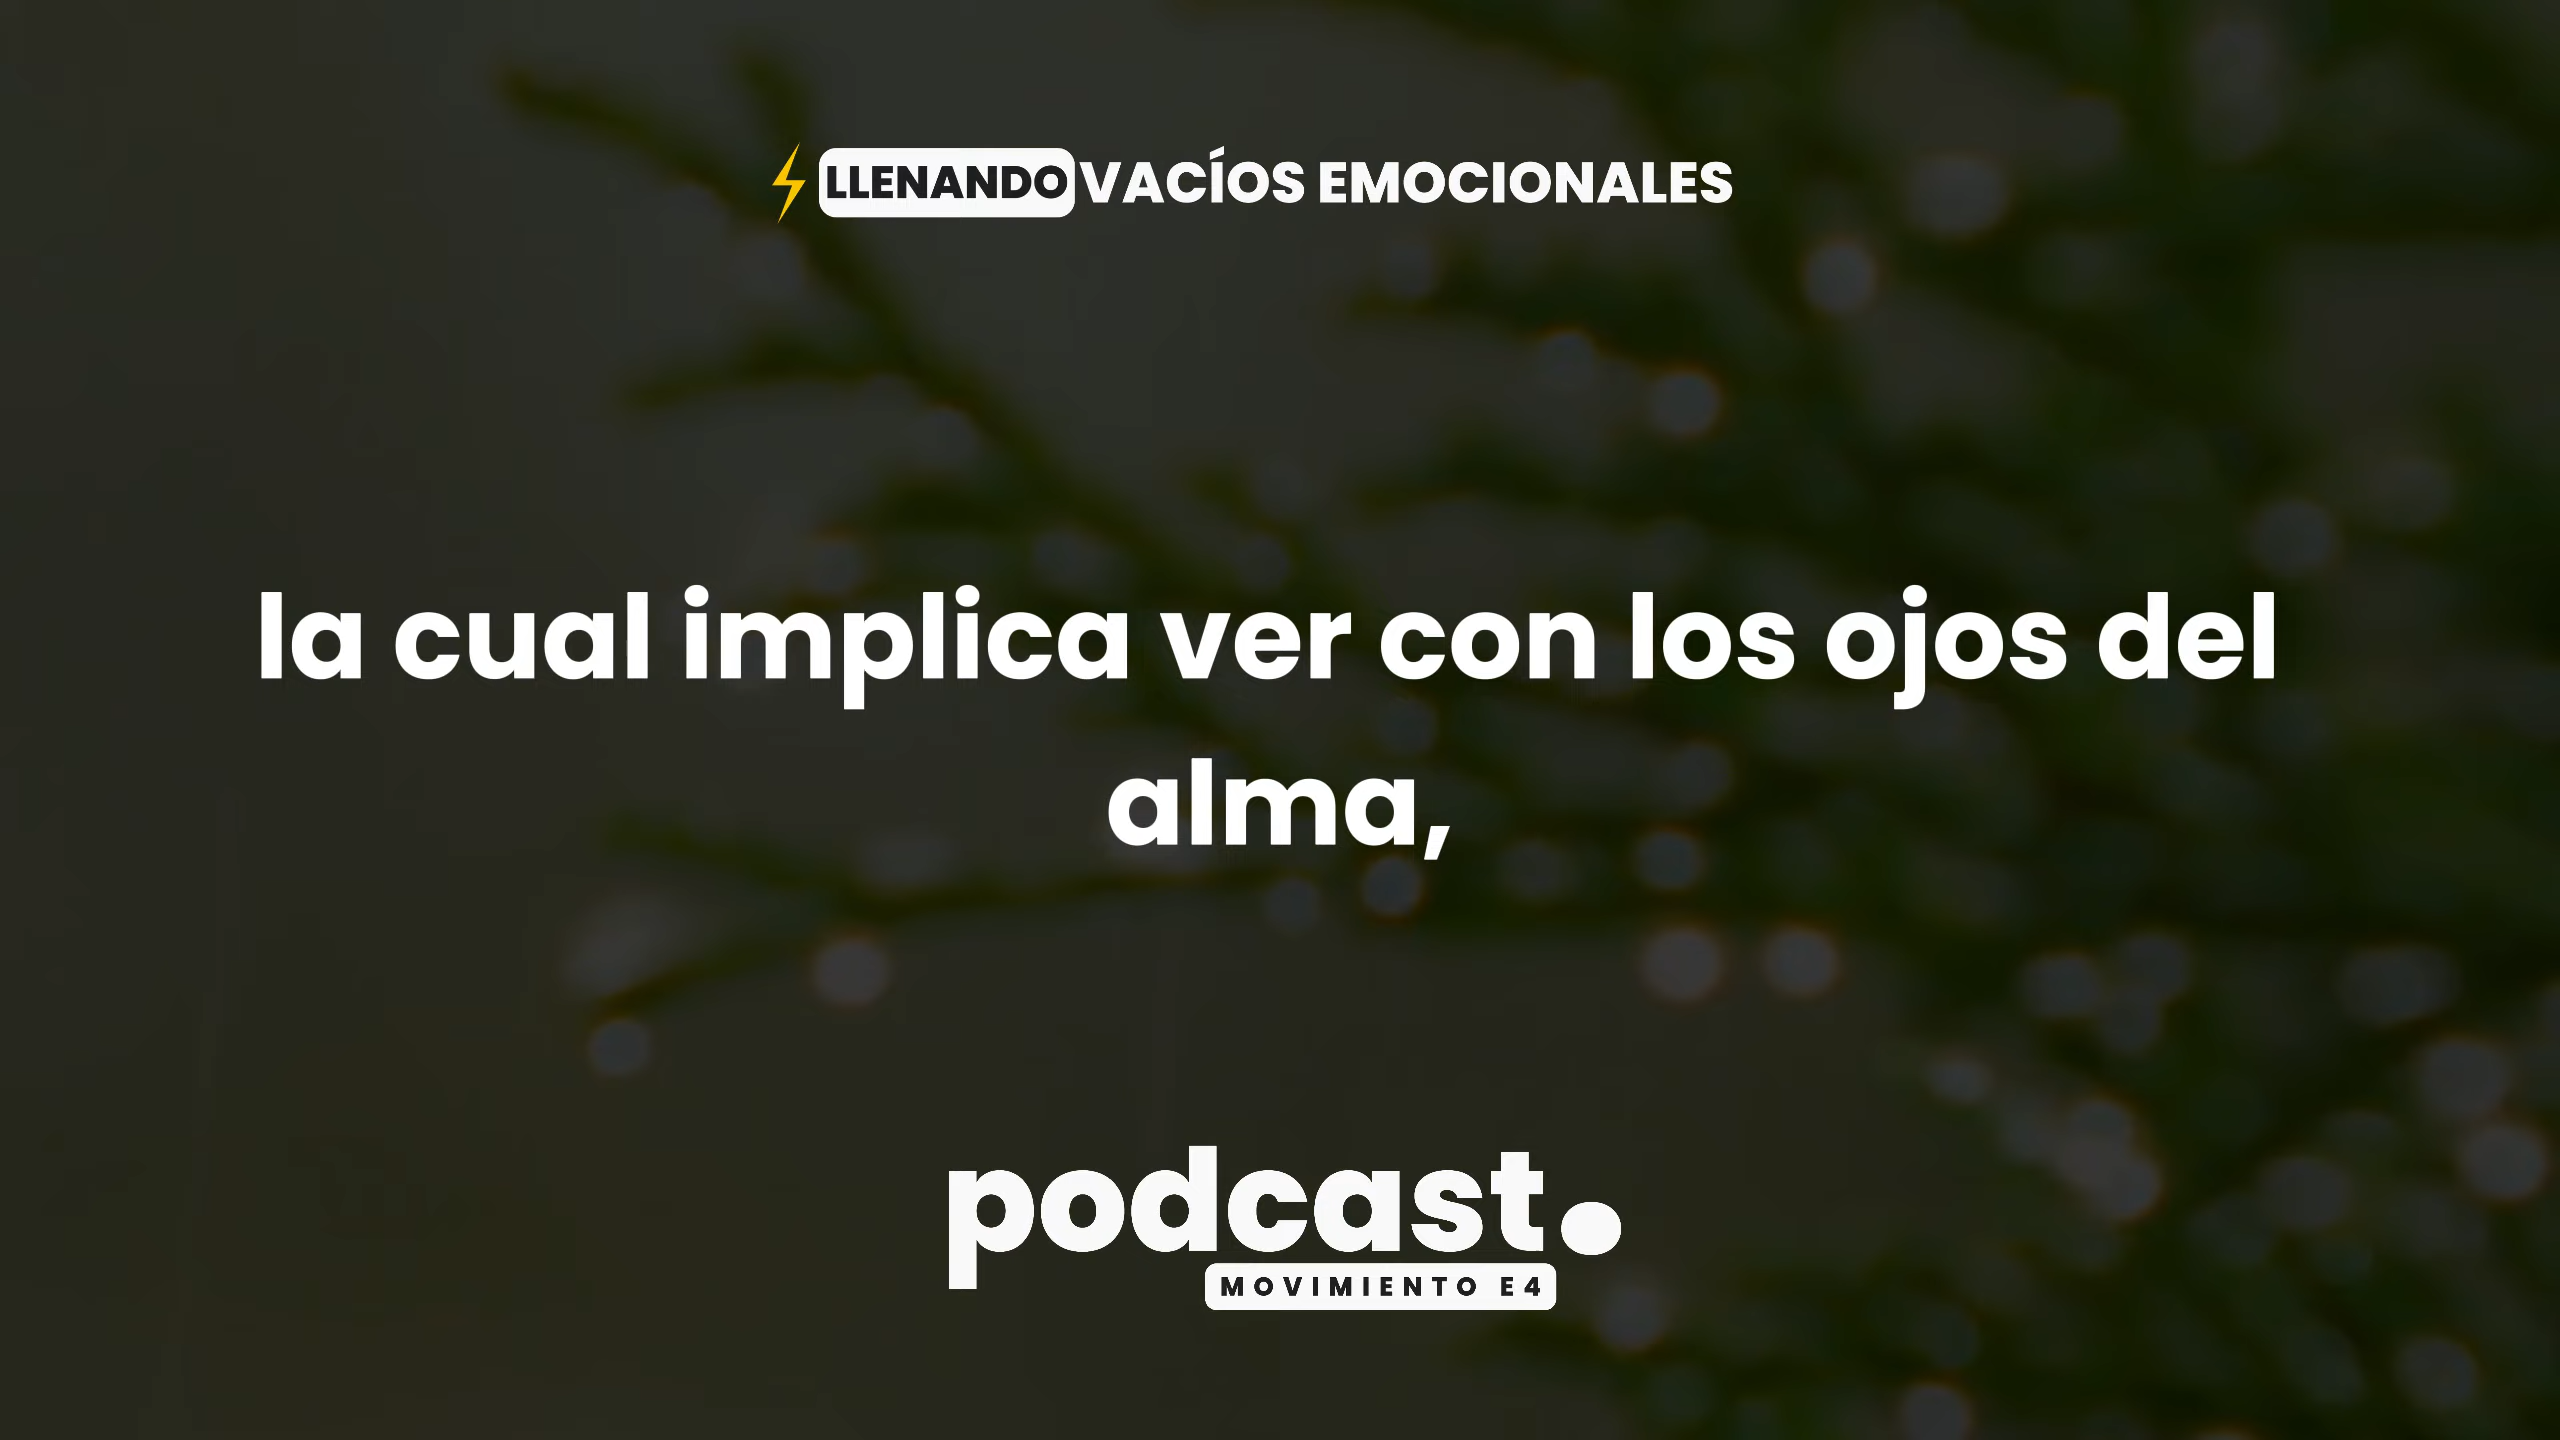 LLENANDO VACÍOS EMOCIONALES
la cual implica ver con los ojos del
alma,
podcast.
MOVIMIENTO E4